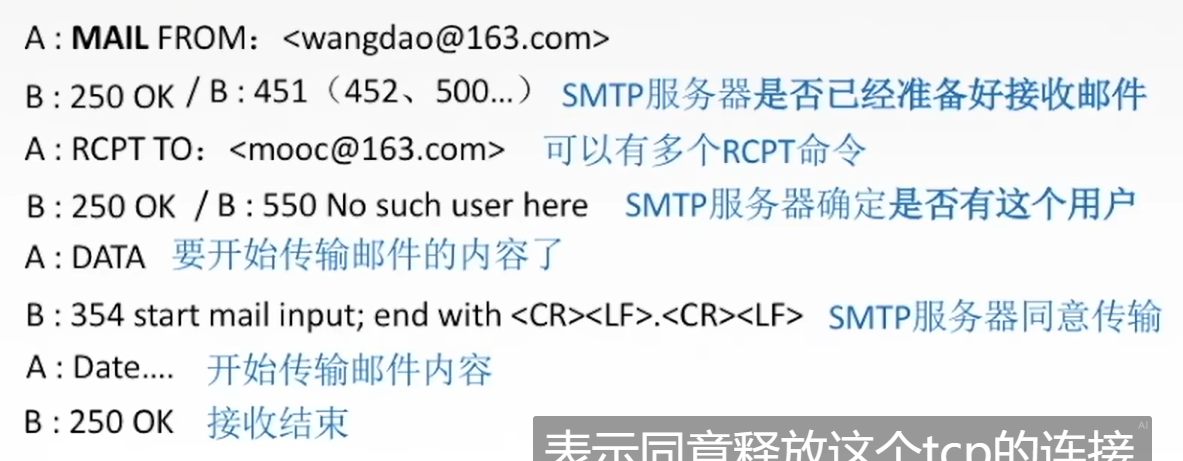 A : MAIL FROM： <wangdao@163.com>
B : 250 OK / B : 451（452、500...） SMTP服务器是否已经准备好接收邮件
A : RCPT TO： <mooc@163.com> 可以有多个RCPT命令
B : 250 OK / B : 550 No such user here SMTP服务器确定是否有这个用户
A : DATA 要开始传输邮件的内容了
B : 354 start mail input; end with <CR><LF>.<CR><LF> SMTP服务器同意传输
A : Date.... 开始传输邮件内容
B : 250 OK 接收结束
AI
表示同意释放这个tcp的连接